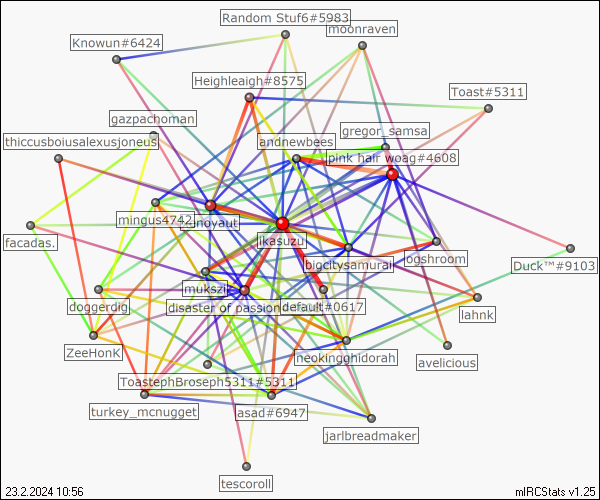 Random Stuf6#5983
moonraven
Knowun#6424
Heighleaigh#8575
Toast#5311
gazpachoman
gregor_samsa
thiccusboiusalexusjoneus
andnewbees
pink hair woag#4608
mingus4742
Ikasuzu
facadas.
bigcitysamurai
ogshroom
Duck™#9103
mukszi
doggerdig
disaster of passion
default#0617
lahnk
ZeeHonK
neokingghidorah
avelicious
ToastephBroseph5311#5311
turkey_mcnugget
asad#6947
jarlbreadmaker
tescoroll
23.2.2024 10:56
mIRCStats v1.25